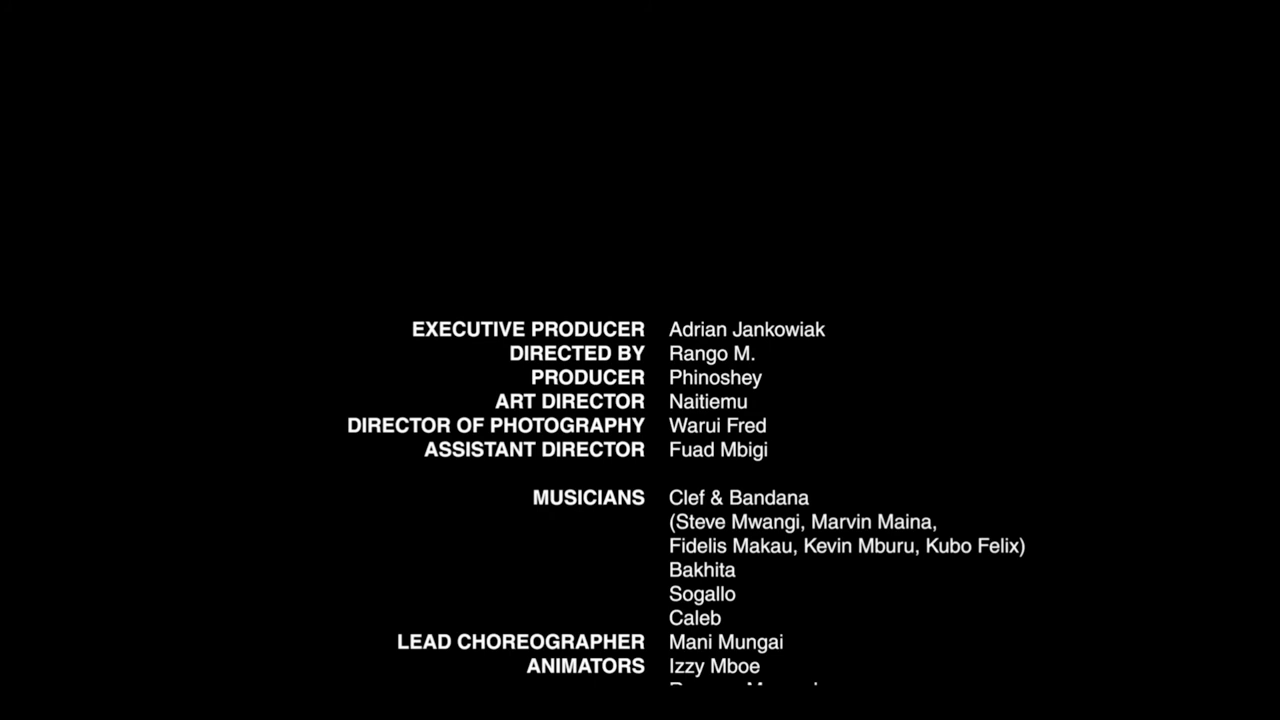 EXECUTIVE PRODUCER Adrian Jankowiak
DIRECTED BY Rango M.
PRODUCER Phinoshey
ART DIRECTOR Naitiemu
DIRECTOR OF PHOTOGRAPHY Warui Fred
ASSISTANT DIRECTOR Fuad Mbigi
MUSICIANS Clef & Bandana
(Steve Mwangi, Marvin Maina,
Fidelis Makau, Kevin Mburu, Kubo Felix)
Bakhita
Sogallo
Caleb
LEAD CHOREOGRAPHER Mani Mungai
ANIMATORS Izzy Mboe